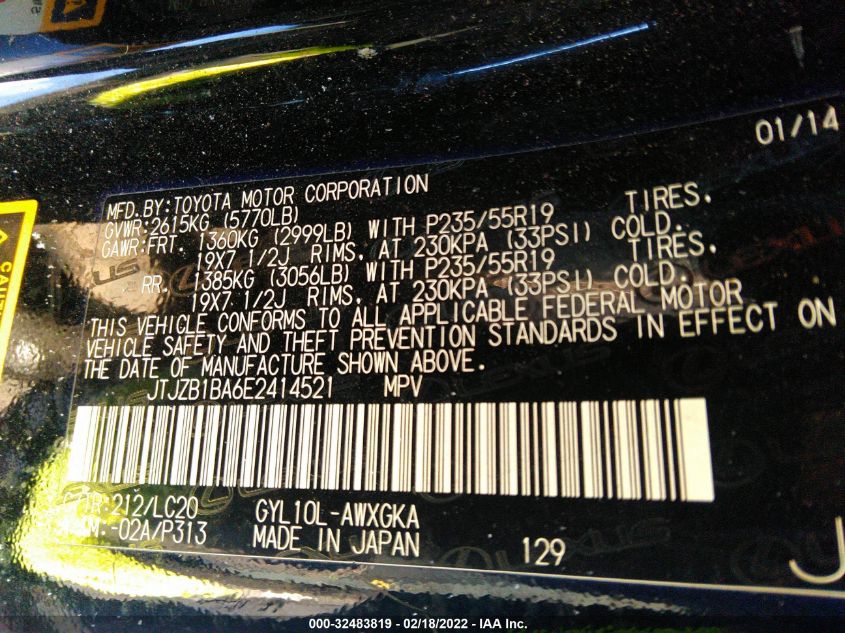 01/14
MFD.BY:TOYOTA MOTOR CORPORATION
GVWR:2615KG (5770LB)
GAWR:FRT. 1360KG (2999LB) WITH P235/55R19 TIRES,
19X7 1/2J RIMS, AT 230KPA (33PSI) COLD.
RR. 1385KG (3056LB) WITH P235/55R19 TIRES,
19X7 1/2J RIMS, AT 230KPA (33PSI) COLD.
THIS VEHICLE CONFORMS TO ALL APPLICABLE FEDERAL MOTOR
VEHICLE SAFETY AND THEFT PREVENTION STANDARDS IN EFFECT ON
THE DATE OF MANUFACTURE SHOWN ABOVE.
JTJZB1BA6E2414521 MPV
C/TR:212/LC20 GYL10L-AWXGKA
-02A/P313 MADE IN JAPAN 129
J
000-32483819 - 02/18/2022 - IAA Inc.